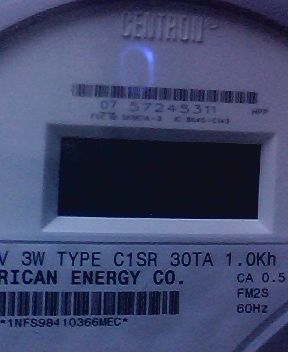 CENTRON
07 57245311
V 3W TYPE C1SR 30TA 1.0Kh
RICAN ENERGY CO.
CA 0.5
FM2S
60Hz
*1NFS98410366MEC*